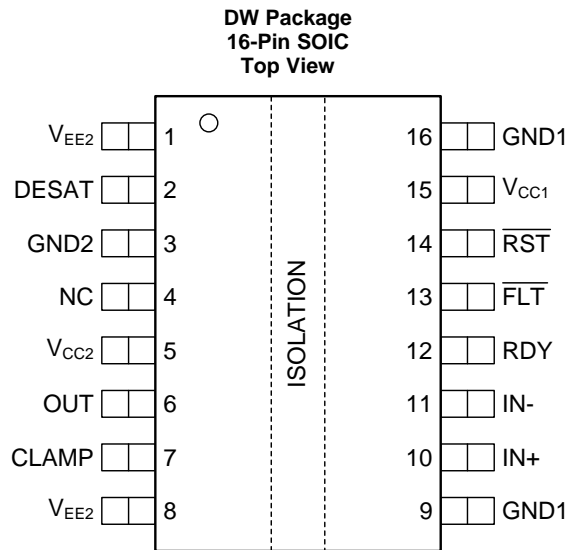 DW Package
16-Pin SOIC
Top View
VEE2 1 16 GND1
DESAT 2 15 VCC1
GND2 3 14 RST
NC 4 13 FLT
VCC2 5 12 RDY
OUT 6 11 IN-
CLAMP 7 10 IN+
VEE2 8 9 GND1
ISOLATION